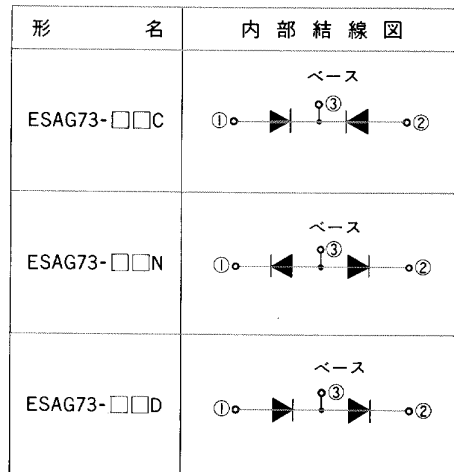 形 名 内部結線図
ベース
ESAG73-□□C ① ③ ②
ベース
ESAG73-□□N ① ③ ②
ベース
ESAG73-□□D ① ③ ②